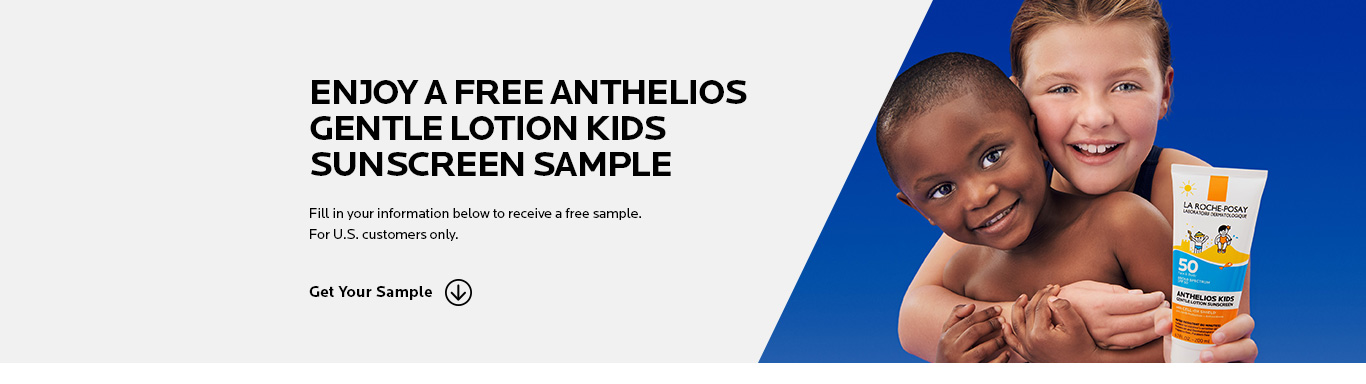 ENJOY A FREE ANTHELIOS
GENTLE LOTION KIDS
SUNSCREEN SAMPLE
Fill in your information below to receive a free sample.
For U.S. customers only.
Get Your Sample
LA ROCHE-POSAY
LABORATOIRE DERMATOLOGIQUE
50
ANTHELIOS KIDS
GENTLE LOTION SUNSCREEN